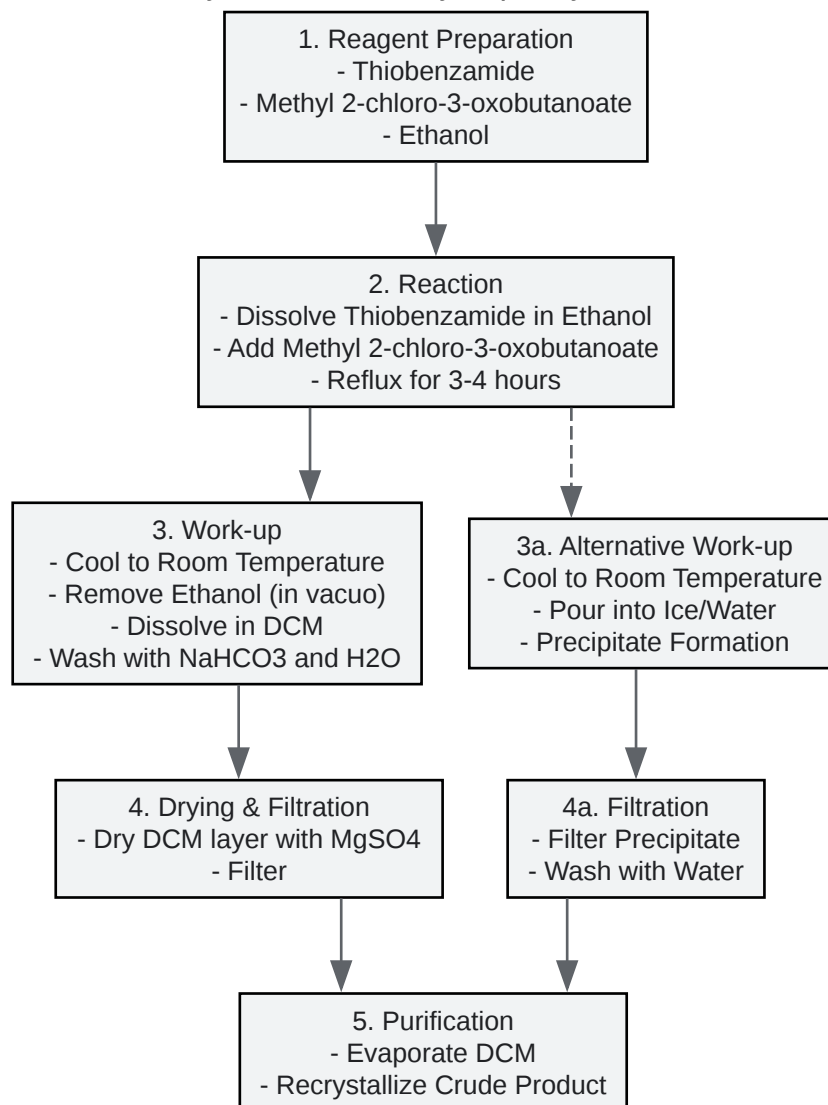 1. Reagent Preparation
- Thiobenzamide
- Methyl 2-chloro-3-oxobutanoate
- Ethanol
2. Reaction
- Dissolve Thiobenzamide in Ethanol
- Add Methyl 2-chloro-3-oxobutanoate
- Reflux for 3-4 hours
3. Work-up
- Cool to Room Temperature
- Remove Ethanol (in vacuo)
- Dissolve in DCM
- Wash with NaHCO3 and H2O
3a. Alternative Work-up
- Cool to Room Temperature
- Pour into Ice/Water
- Precipitate Formation
4. Drying & Filtration
- Dry DCM layer with MgSO4
- Filter
4a. Filtration
- Filter Precipitate
- Wash with Water
5. Purification
- Evaporate DCM
- Recrystallize Crude Product